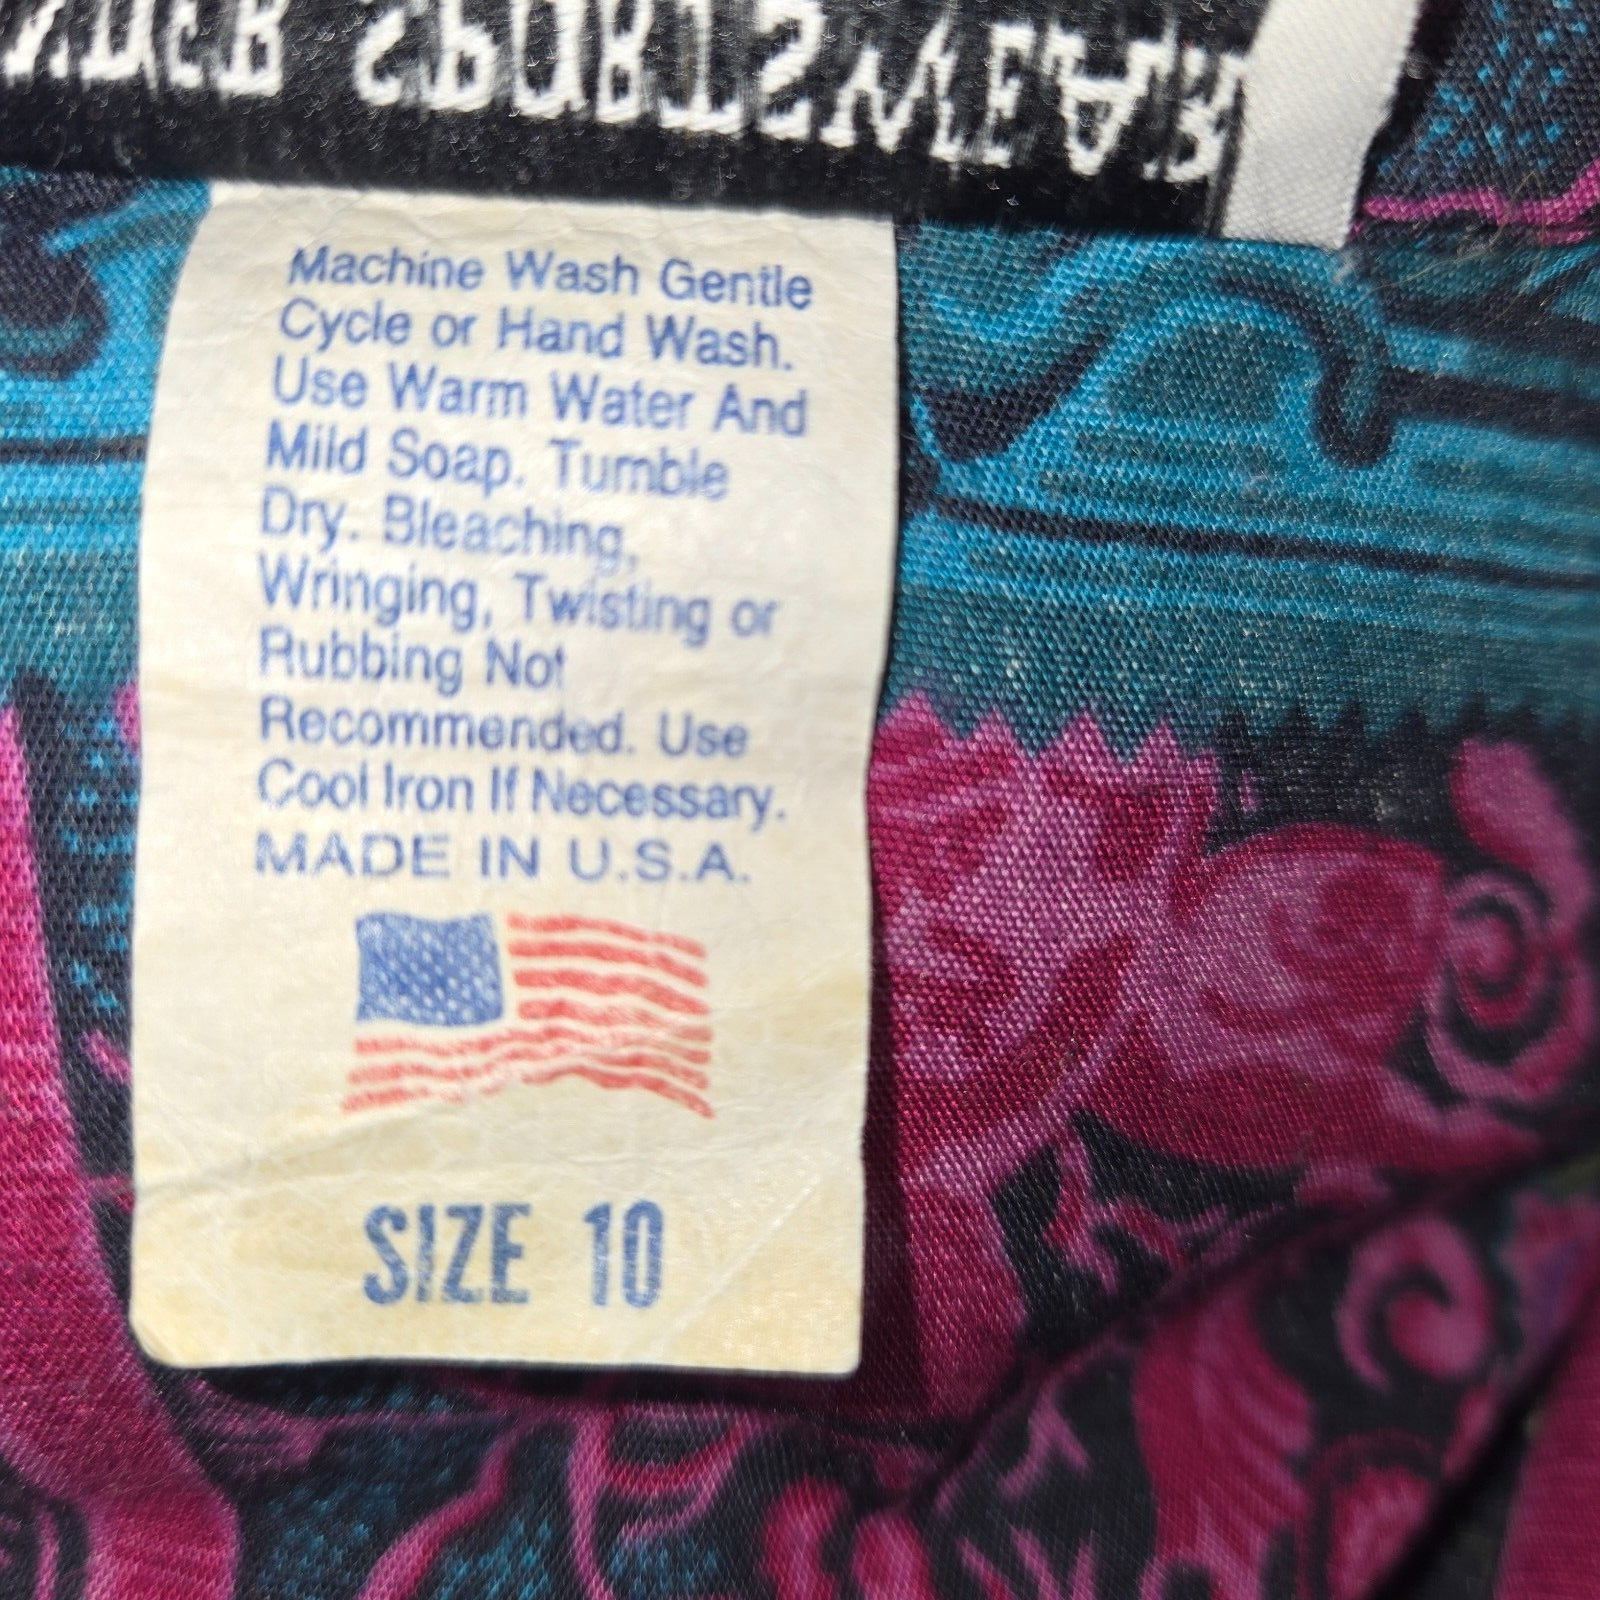 SPORTSWEAR
Machine Wash Gentle
Cycle or Hand Wash.
Use Warm Water And
Mild Soap. Tumble
Dry. Bleaching,
Wringing, Twisting or
Rubbing Not
Recommended. Use
Cool Iron If Necessary.
MADE IN U.S.A.
SIZE 10